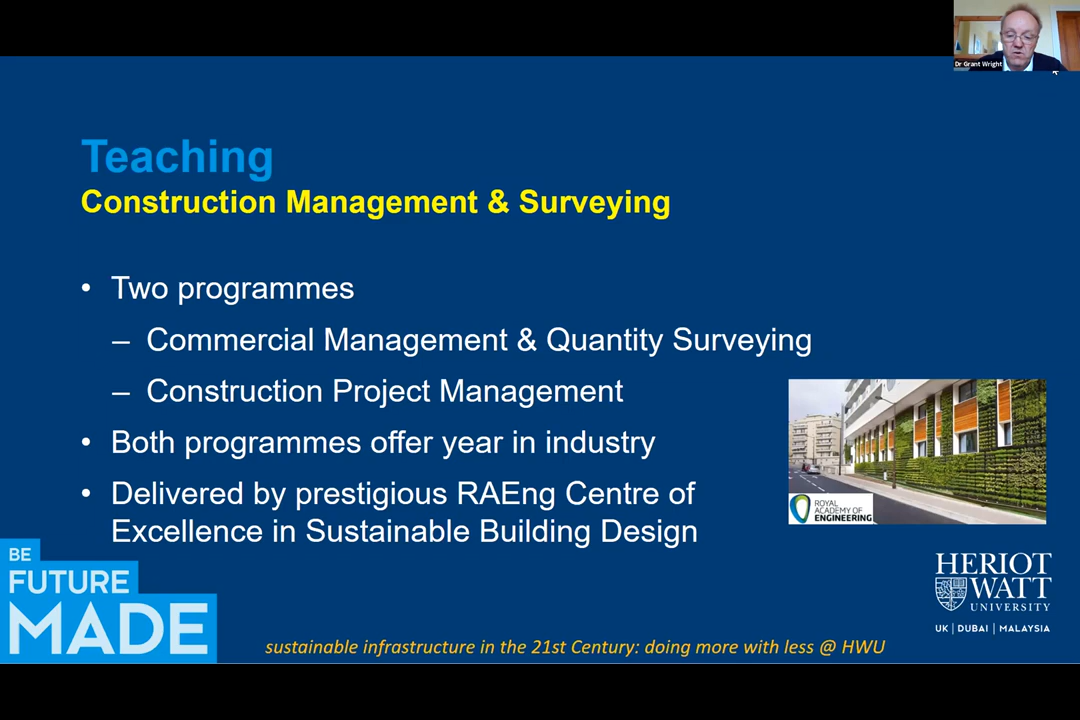 Dr Grant Wright
Teaching
Construction Management & Surveying
• Two programmes
– Commercial Management & Quantity Surveying
– Construction Project Management
• Both programmes offer year in industry
• Delivered by prestigious RAEng Centre of
Excellence in Sustainable Building Design
ROYAL
ACADEMY OF
ENGINEERING
BE
FUTURE
MADE
HERIOT
WATT
UNIVERSITY
UK | DUBAI | MALAYSIA
sustainable infrastructure in the 21st Century: doing more with less @ HWU